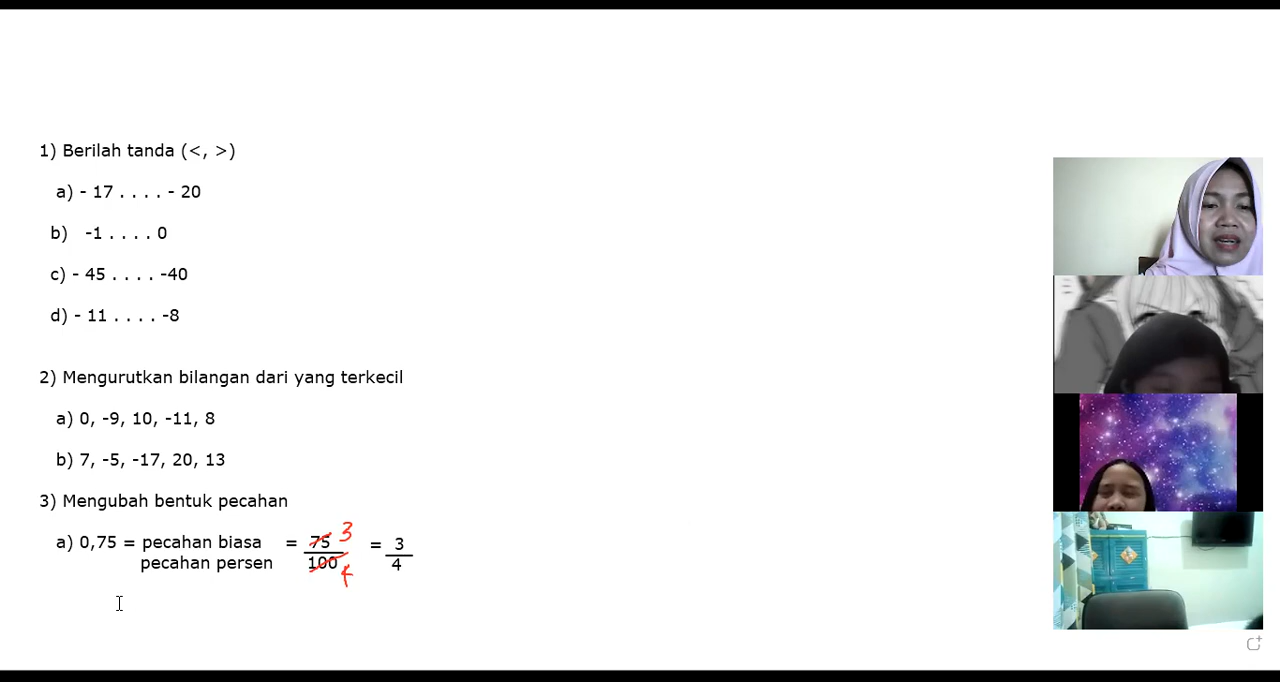 1) Berilah tanda (<, >)
a) - 17 . . . . - 20
b) -1 . . . . 0
c) - 45 . . . . -40
d) - 11 . . . . -8
2) Mengurutkan bilangan dari yang terkecil
a) 0, -9, 10, -11, 8
b) 7, -5, -17, 20, 13
3) Mengubah bentuk pecahan
3
a) 0,75 = pecahan biasa = 75 = 3
pecahan persen 100 4
4